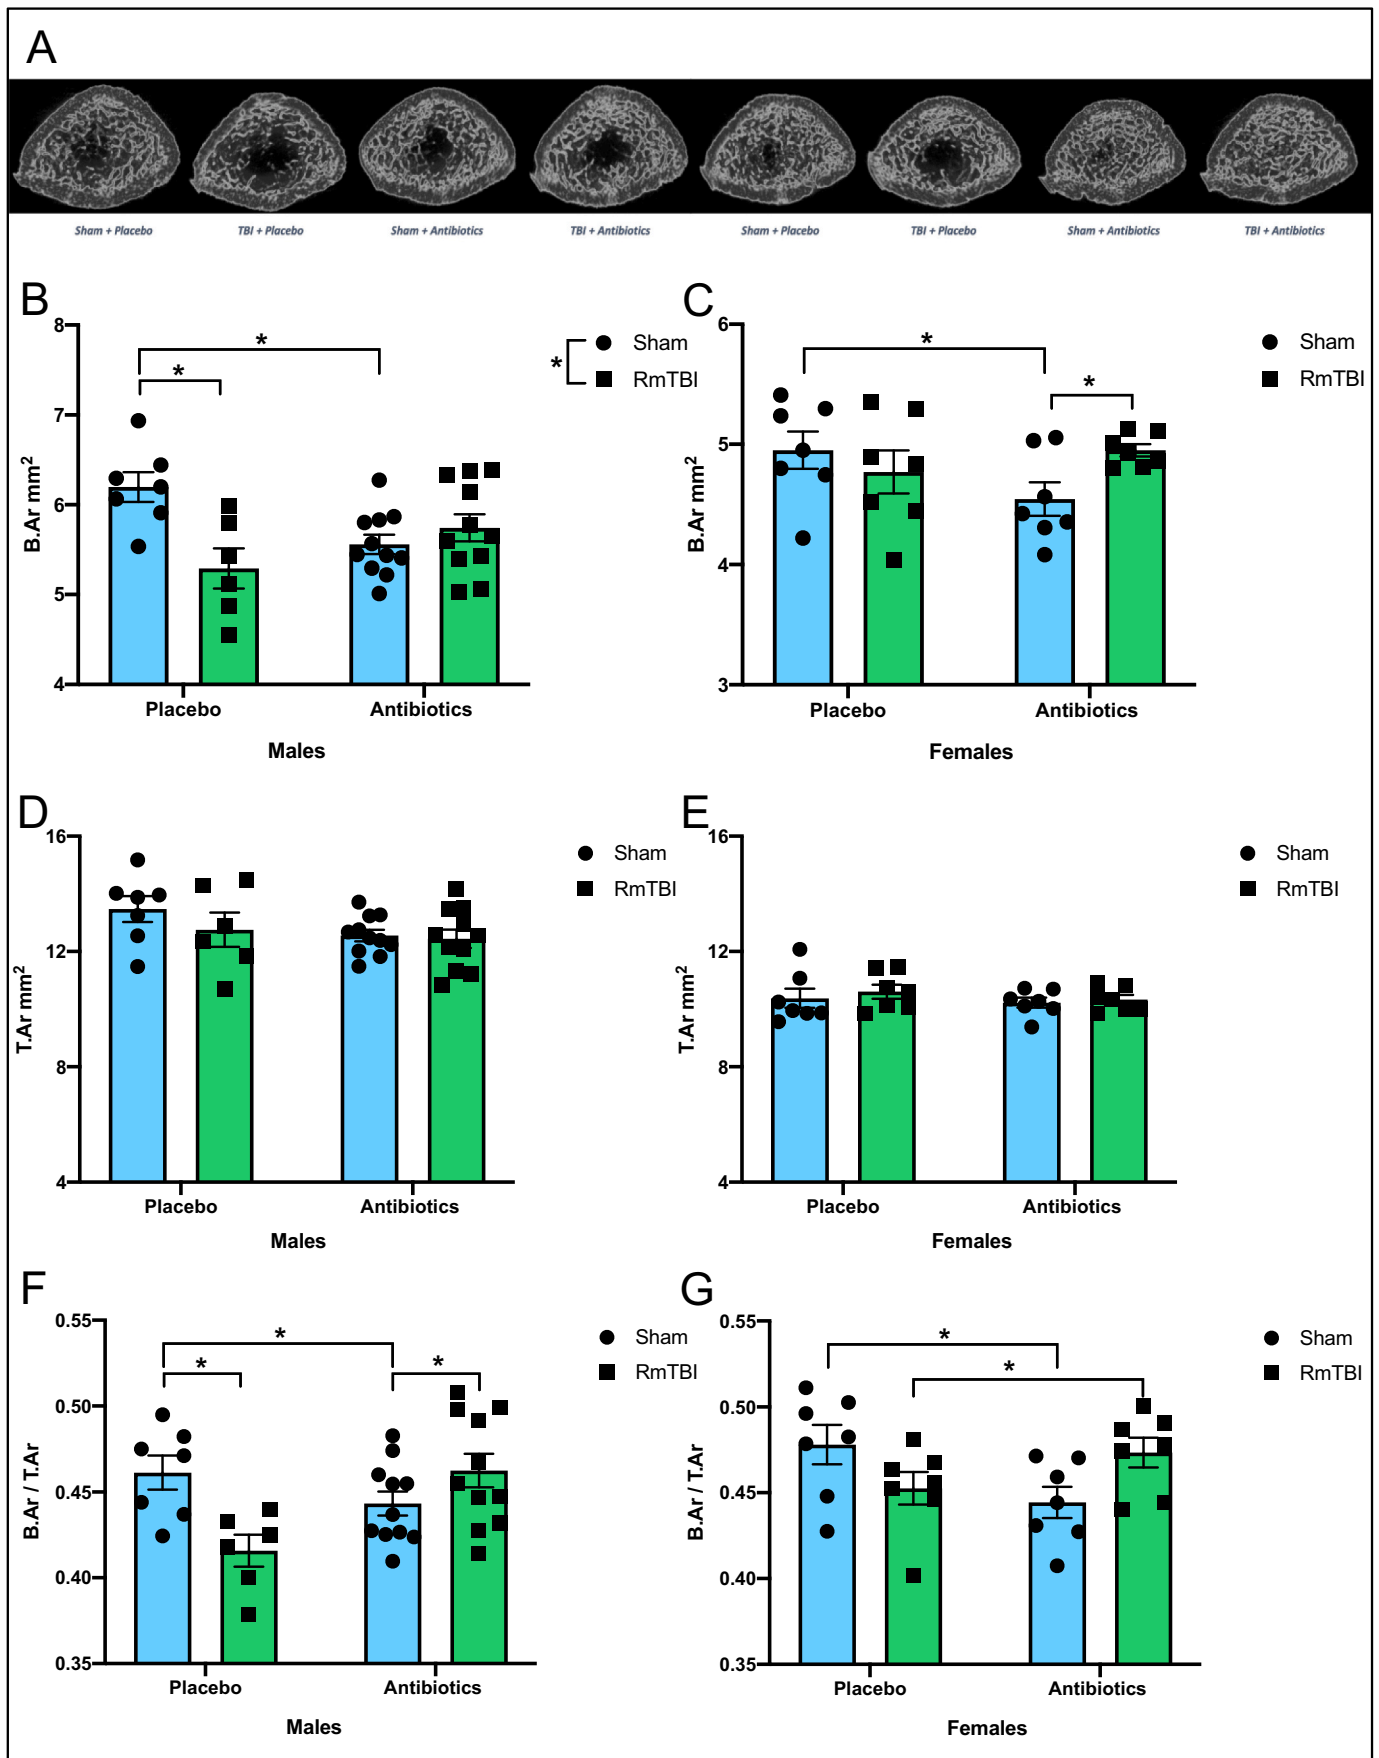 A
Sham + Placebo TBI + Placebo Sham + Antibiotics TBI + Antibiotics Sham + Placebo TBI + Placebo Sham + Antibiotics TBI + Antibiotics
B
8
7
6
5
4
B.Ar mm²
*
*
*
Sham
RmTBI
Placebo Antibiotics
Males
C
6
5
4
3
B.Ar mm²
*
*
Sham
RmTBI
Placebo Antibiotics
Females
D
16
12
8
4
T.Ar mm²
Sham
RmTBI
Placebo Antibiotics
Males
E
16
12
8
4
T.Ar mm²
Sham
RmTBI
Placebo Antibiotics
Females
F
0.55
0.50
0.45
0.40
0.35
B.Ar / T.Ar
*
*
*
Sham
RmTBI
Placebo Antibiotics
Males
G
0.55
0.50
0.45
0.40
0.35
B.Ar / T.Ar
*
*
Sham
RmTBI
Placebo Antibiotics
Females